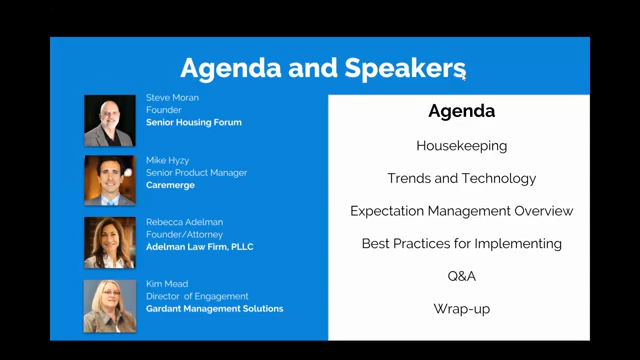 Agenda and Speakers
Steve Moran
Founder
Senior Housing Forum
Mike Hyzy
Senior Product Manager
Caremerge
Rebecca Adelman
Founder/Attorney
Adelman Law Firm, PLLC
Kim Mead
Director of Engagement
Gardant Management Solutions
Agenda
Housekeeping
Trends and Technology
Expectation Management Overview
Best Practices for Implementing
Q&A
Wrap-up